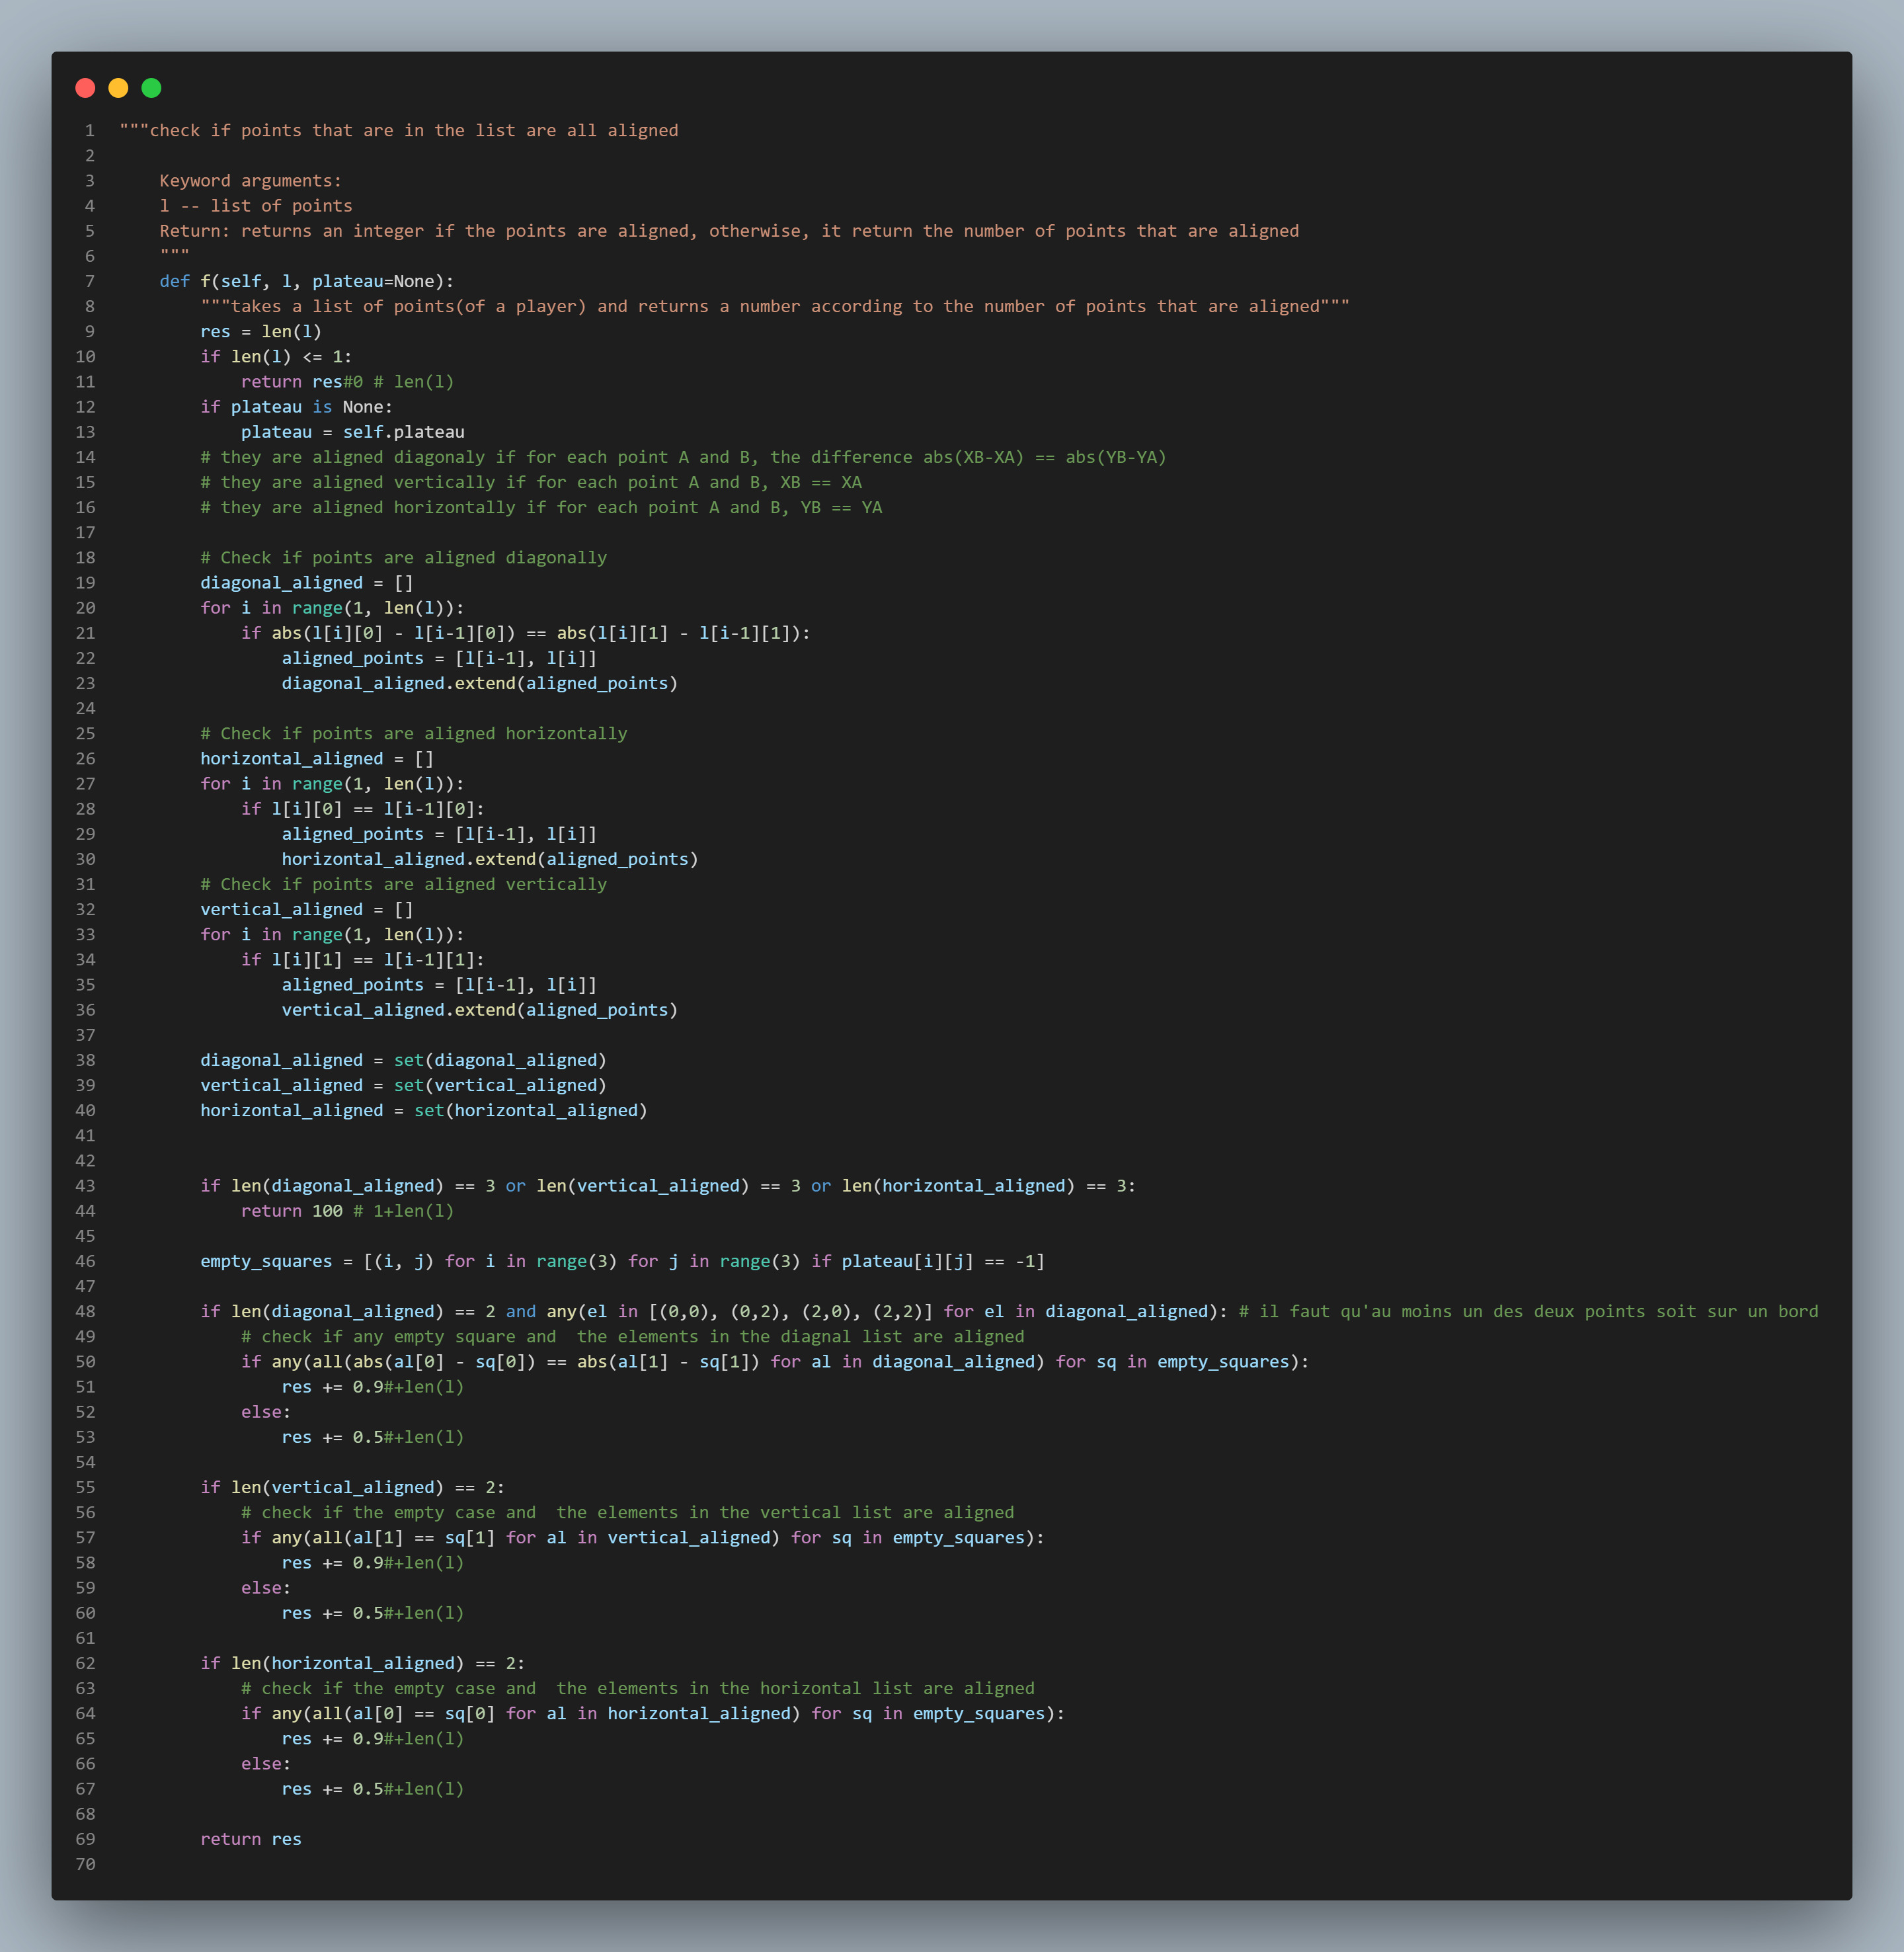 1 """check if points that are in the list are all aligned
2
3     Keyword arguments:
4     l -- list of points
5     Return: returns an integer if the points are aligned, otherwise, it return the number of points that are aligned
6     """
7     def f(self, l, plateau=None):
8         """takes a list of points(of a player) and returns a number according to the number of points that are aligned"""
9         res = len(l)
10         if len(l) <= 1:
11             return res#0 # len(l)
12         if plateau is None:
13             plateau = self.plateau
14         # they are aligned diagonaly if for each point A and B, the difference abs(XB-XA) == abs(YB-YA)
15         # they are aligned vertically if for each point A and B, XB == XA
16         # they are aligned horizontally if for each point A and B, YB == YA
17
18         # Check if points are aligned diagonally
19         diagonal_aligned = []
20         for i in range(1, len(l)):
21             if abs(l[i][0] - l[i-1][0]) == abs(l[i][1] - l[i-1][1]):
22                 aligned_points = [l[i-1], l[i]]
23                 diagonal_aligned.extend(aligned_points)
24
25         # Check if points are aligned horizontally
26         horizontal_aligned = []
27         for i in range(1, len(l)):
28             if l[i][0] == l[i-1][0]:
29                 aligned_points = [l[i-1], l[i]]
30                 horizontal_aligned.extend(aligned_points)
31         # Check if points are aligned vertically
32         vertical_aligned = []
33         for i in range(1, len(l)):
34             if l[i][1] == l[i-1][1]:
35                 aligned_points = [l[i-1], l[i]]
36                 vertical_aligned.extend(aligned_points)
37
38         diagonal_aligned = set(diagonal_aligned)
39         vertical_aligned = set(vertical_aligned)
40         horizontal_aligned = set(horizontal_aligned)
41
42
43         if len(diagonal_aligned) == 3 or len(vertical_aligned) == 3 or len(horizontal_aligned) == 3:
44             return 100 # 1+len(l)
45
46         empty_squares = [(i, j) for i in range(3) for j in range(3) if plateau[i][j] == -1]
47
48         if len(diagonal_aligned) == 2 and any(el in [(0,0), (0,2), (2,0), (2,2)] for el in diagonal_aligned): # il faut qu'au moins un des deux points soit sur un bord
49             # check if any empty square and  the elements in the diagnal list are aligned
50             if any(all(abs(al[0] - sq[0]) == abs(al[1] - sq[1]) for al in diagonal_aligned) for sq in empty_squares):
51                 res += 0.9#+len(l)
52             else:
53                 res += 0.5#+len(l)
54
55         if len(vertical_aligned) == 2:
56             # check if the empty case and  the elements in the vertical list are aligned
57             if any(all(al[1] == sq[1] for al in vertical_aligned) for sq in empty_squares):
58                 res += 0.9#+len(l)
59             else:
60                 res += 0.5#+len(l)
61
62         if len(horizontal_aligned) == 2:
63             # check if the empty case and  the elements in the horizontal list are aligned
64             if any(all(al[0] == sq[0] for al in horizontal_aligned) for sq in empty_squares):
65                 res += 0.9#+len(l)
66             else:
67                 res += 0.5#+len(l)
68
69         return res
70